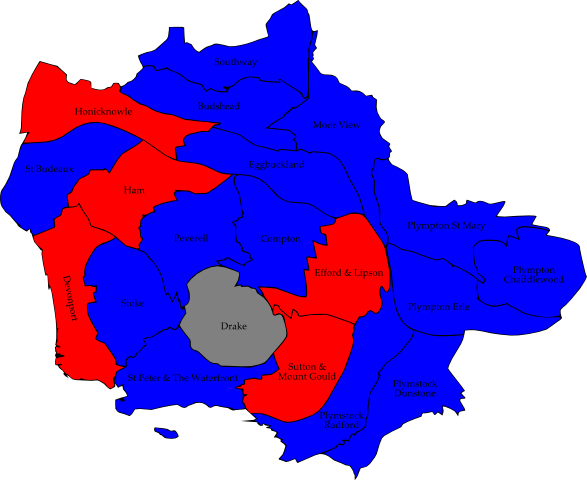 Southway
Budshead
Honicknowle
Moor View
Eggbuckland
St Budeaux
Ham
Plympton St Mary
Peverell
Compton
Efford & Lipson
Plympton
Chaddlewood
Devonport
Stoke
Plympton Erle
Drake
Sutton &
Mount Gould
St Peter & The Waterfront
Plymstock
Dunstone
Plymstock
Radford